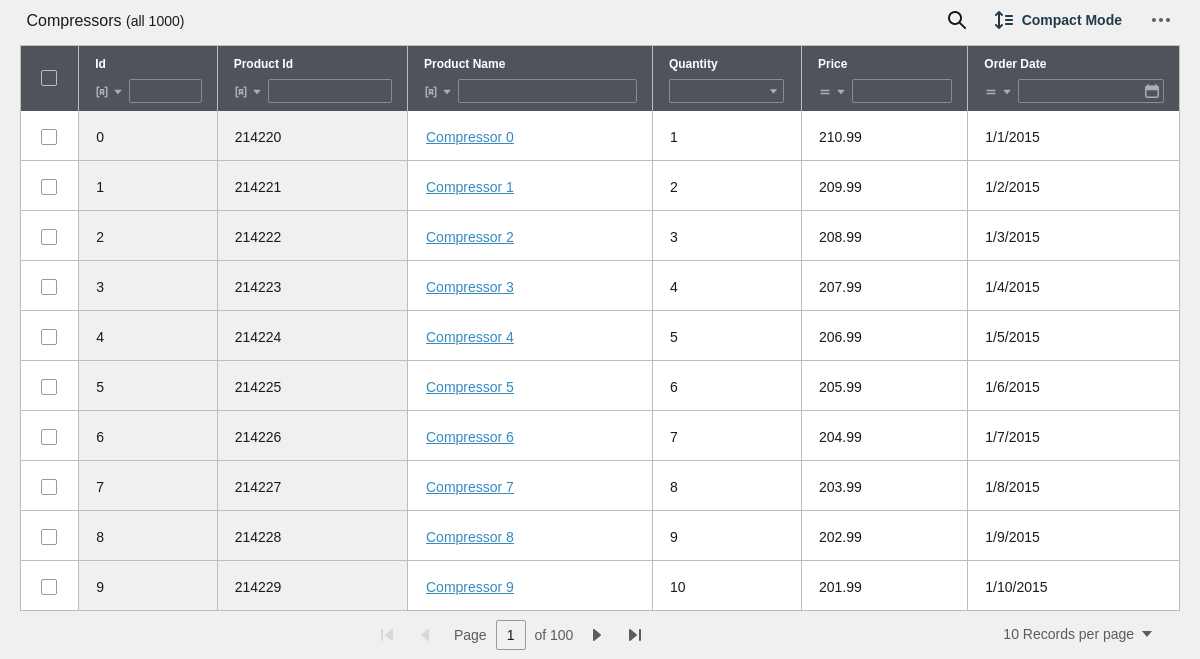 Compressors (all 1000)
Compact Mode
Id Product Id Product Name Quantity Price Order Date
0 214220 Compressor 0 1 210.99 1/1/2015
1 214221 Compressor 1 2 209.99 1/2/2015
2 214222 Compressor 2 3 208.99 1/3/2015
3 214223 Compressor 3 4 207.99 1/4/2015
4 214224 Compressor 4 5 206.99 1/5/2015
5 214225 Compressor 5 6 205.99 1/6/2015
6 214226 Compressor 6 7 204.99 1/7/2015
7 214227 Compressor 7 8 203.99 1/8/2015
8 214228 Compressor 8 9 202.99 1/9/2015
9 214229 Compressor 9 10 201.99 1/10/2015
Page 1 of 100
10 Records per page